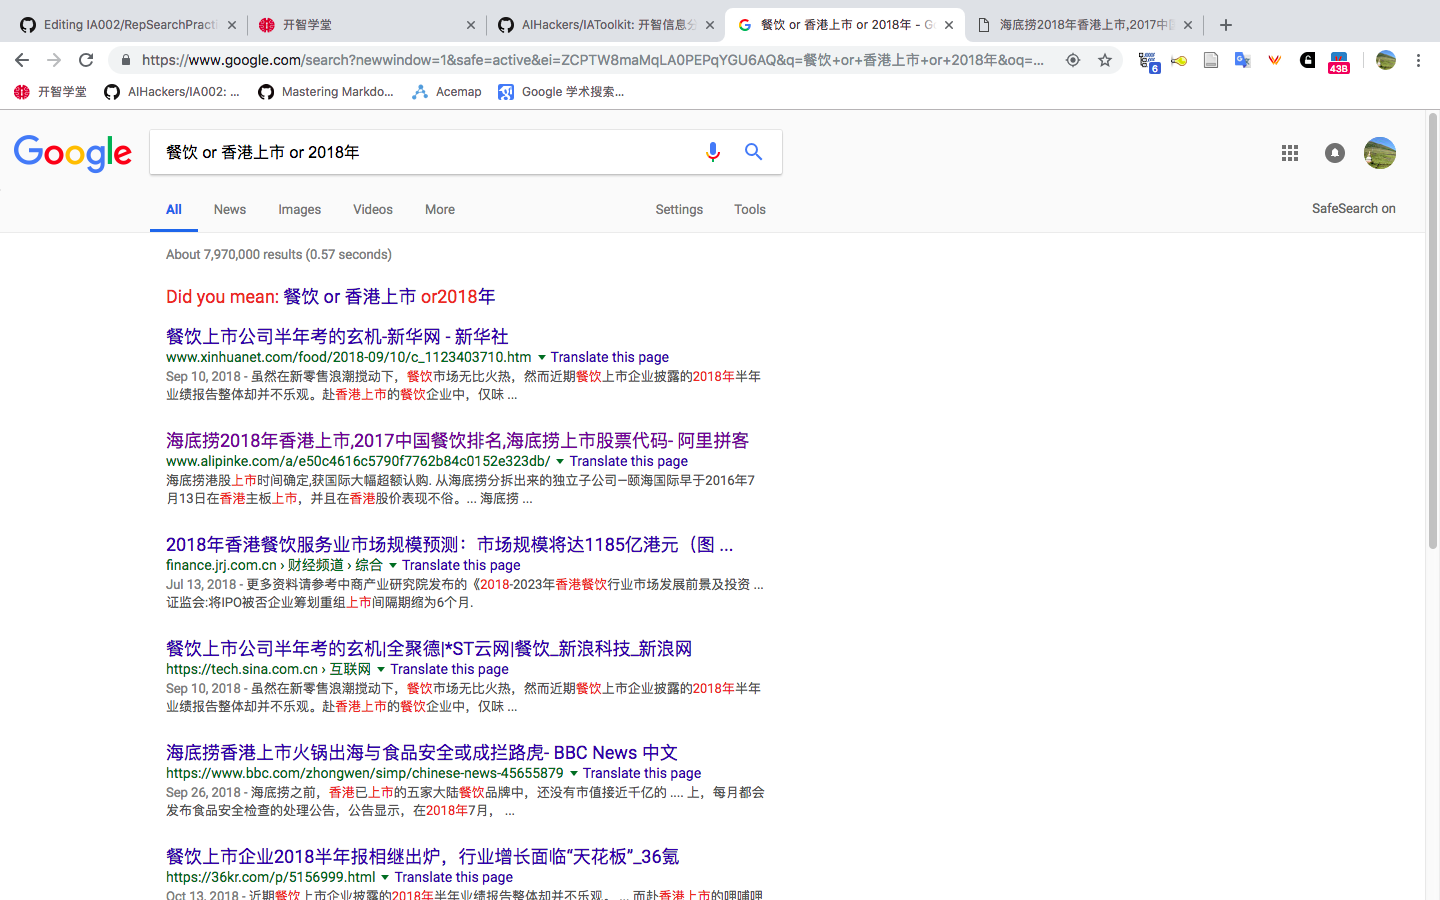 Editing IA002/RepSearchPracti
开智学堂
AIHackers/IAToolkit: 开智信息分
餐饮 or 香港上市 or 2018年 - Go
海底捞2018年香港上市,2017中国
https://www.google.com/search?newwindow=1&safe=active&ei=ZCPTW8maMqLA0PEPqYGU6AQ&q=餐饮+or+香港上市+or+2018年&oq=...
6
43B
开智学堂
AIHackers/IA002: ...
Mastering Markdo...
Acemap
Google 学术搜索...
Google
餐饮 or 香港上市 or 2018年
All
News
Images
Videos
More
Settings
Tools
SafeSearch on
About 7,970,000 results (0.57 seconds)
Did you mean: 餐饮 or 香港上市 or2018年
餐饮上市公司半年考的玄机-新华网 - 新华社
www.xinhuanet.com/food/2018-09/10/c_1123403710.htm Translate this page
Sep 10, 2018 - 虽然在新零售浪潮搅动下，餐饮市场无比火热，然而近期餐饮上市企业披露的2018年半年
业绩报告整体却并不乐观。赴香港上市的餐饮企业中，仅味 ...
海底捞2018年香港上市,2017中国餐饮排名,海底捞上市股票代码- 阿里拼客
www.alipinke.com/a/e50c4616c5790f7762b84c0152e323db/ Translate this page
海底捞港股上市时间确定,获国际大幅超额认购. 从海底捞分拆出来的独立子公司—颐海国际早于2016年7
月13日在香港主板上市，并且在香港股价表现不俗。... 海底捞 ...
2018年香港餐饮服务业市场规模预测：市场规模将达1185亿港元（图 ...
finance.jrj.com.cn › 财经频道 › 综合 Translate this page
Jul 13, 2018 - 更多资料请参考中商产业研究院发布的《2018-2023年香港餐饮行业市场发展前景及投资 ...
证监会:将IPO被否企业筹划重组上市间隔期缩为6个月.
餐饮上市公司半年考的玄机|全聚德|*ST云网|餐饮_新浪科技_新浪网
https://tech.sina.com.cn › 互联网 Translate this page
Sep 10, 2018 - 虽然在新零售浪潮搅动下，餐饮市场无比火热，然而近期餐饮上市企业披露的2018年半年
业绩报告整体却并不乐观。赴香港上市的餐饮企业中，仅味 ...
海底捞香港上市火锅出海与食品安全或成拦路虎- BBC News 中文
https://www.bbc.com/zhongwen/simp/chinese-news-45655879 Translate this page
Sep 26, 2018 - 海底捞之前，香港已上市的五家大陆餐饮品牌中，还没有市值接近千亿的 .... 上，每月都会
发布食品安全检查的处理公告，公告显示，在2018年7月， ...
餐饮上市企业2018半年报相继出炉，行业增长面临“天花板”_36氪
https://36kr.com/p/5156999.html Translate this page
Oct 13, 2018 - 近期餐饮上市企业披露的2018年半年业绩报告整体却并不乐观。 ... 而赴香港上市的呷哺呷